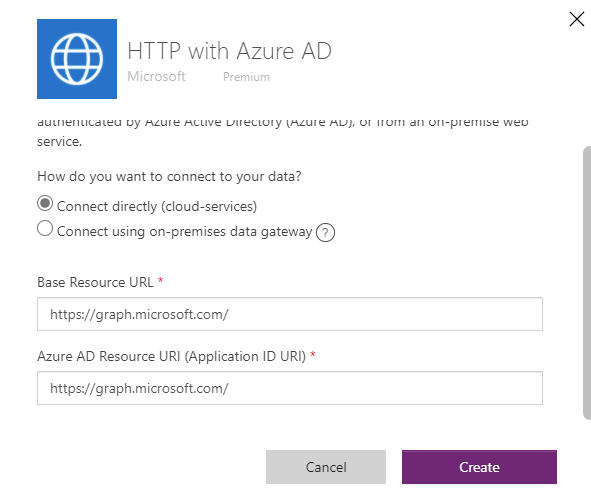 HTTP with Azure AD
Microsoft Premium
authenticated by Azure Active Directory (Azure AD), or from an on-premise web
service.
How do you want to connect to your data?
Connect directly (cloud-services)
Connect using on-premises data gateway ?
Base Resource URL *
https://graph.microsoft.com/
Azure AD Resource URI (Application ID URI) *
https://graph.microsoft.com/
Cancel Create